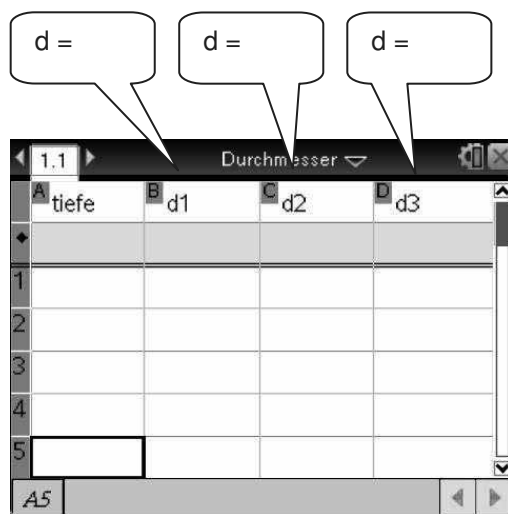 d = d = d =
1.1 Durchmesser
A tiefe B d1 C d2 D d3
1
2
3
4
5
A5